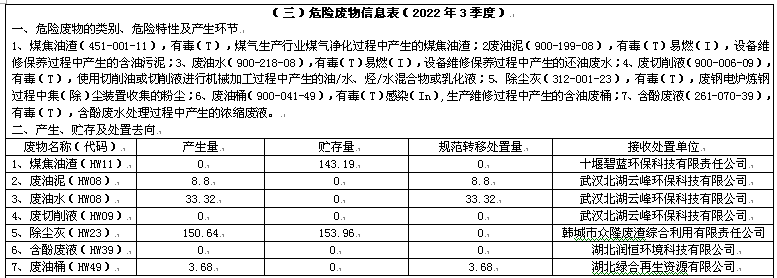 （三）危险废物信息表（2022年3季度）
一、危险废物的类别、危险特性及产生环节
1、煤焦油渣（451-001-11），有毒（T），煤气生产行业煤气净化过程中产生的煤焦油渣；2废油泥（900-199-08），有毒（T）易燃（I），设备维
修保养过程中产生的含油污泥；3、废油水（900-218-08），有毒（T）易燃（I），设备维修保养过程中产生的还油废水；4、废切削液（900-006-09），
有毒（T），使用切削油或切削液进行机械加工过程中产生的油/水、烃/水混合物或乳化液；5、除尘灰（312-001-23），有毒（T），废钢电炉炼钢
过程中集（除）尘装置收集的粉尘；6、废油桶（900-041-49），有毒（T）感染（In），生产维修过程中产生的含油废桶；7、含酚废液（261-070-39），
有毒（T），含酚废水处理过程中产生的浓缩废液。
二、产生、贮存及处置去向
废物名称（代码） 产生量 贮存量 规范转移处置量 接收处置单位
1、煤焦油渣（HW11） 0 143.19 0 十堰碧蓝环保科技有限责任公司
2、废油泥（HW08） 8.8 0 8.8 武汉北湖云峰环保科技有限公司
3、废油水（HW08） 33.32 0 33.32 武汉北湖云峰环保科技有限公司
4、废切削液（HW09） 0 0 0 武汉北湖云峰环保科技有限公司
5、除尘灰（HW23） 150.64 153.96 0 韩城市众隆废渣综合利用有限责任公司
6、含酚废液（HW39） 0 0 0 湖北润恒环境科技有限公司
7、废油桶（HW49） 3.68 0 3.68 湖北绿合再生资源有限公司